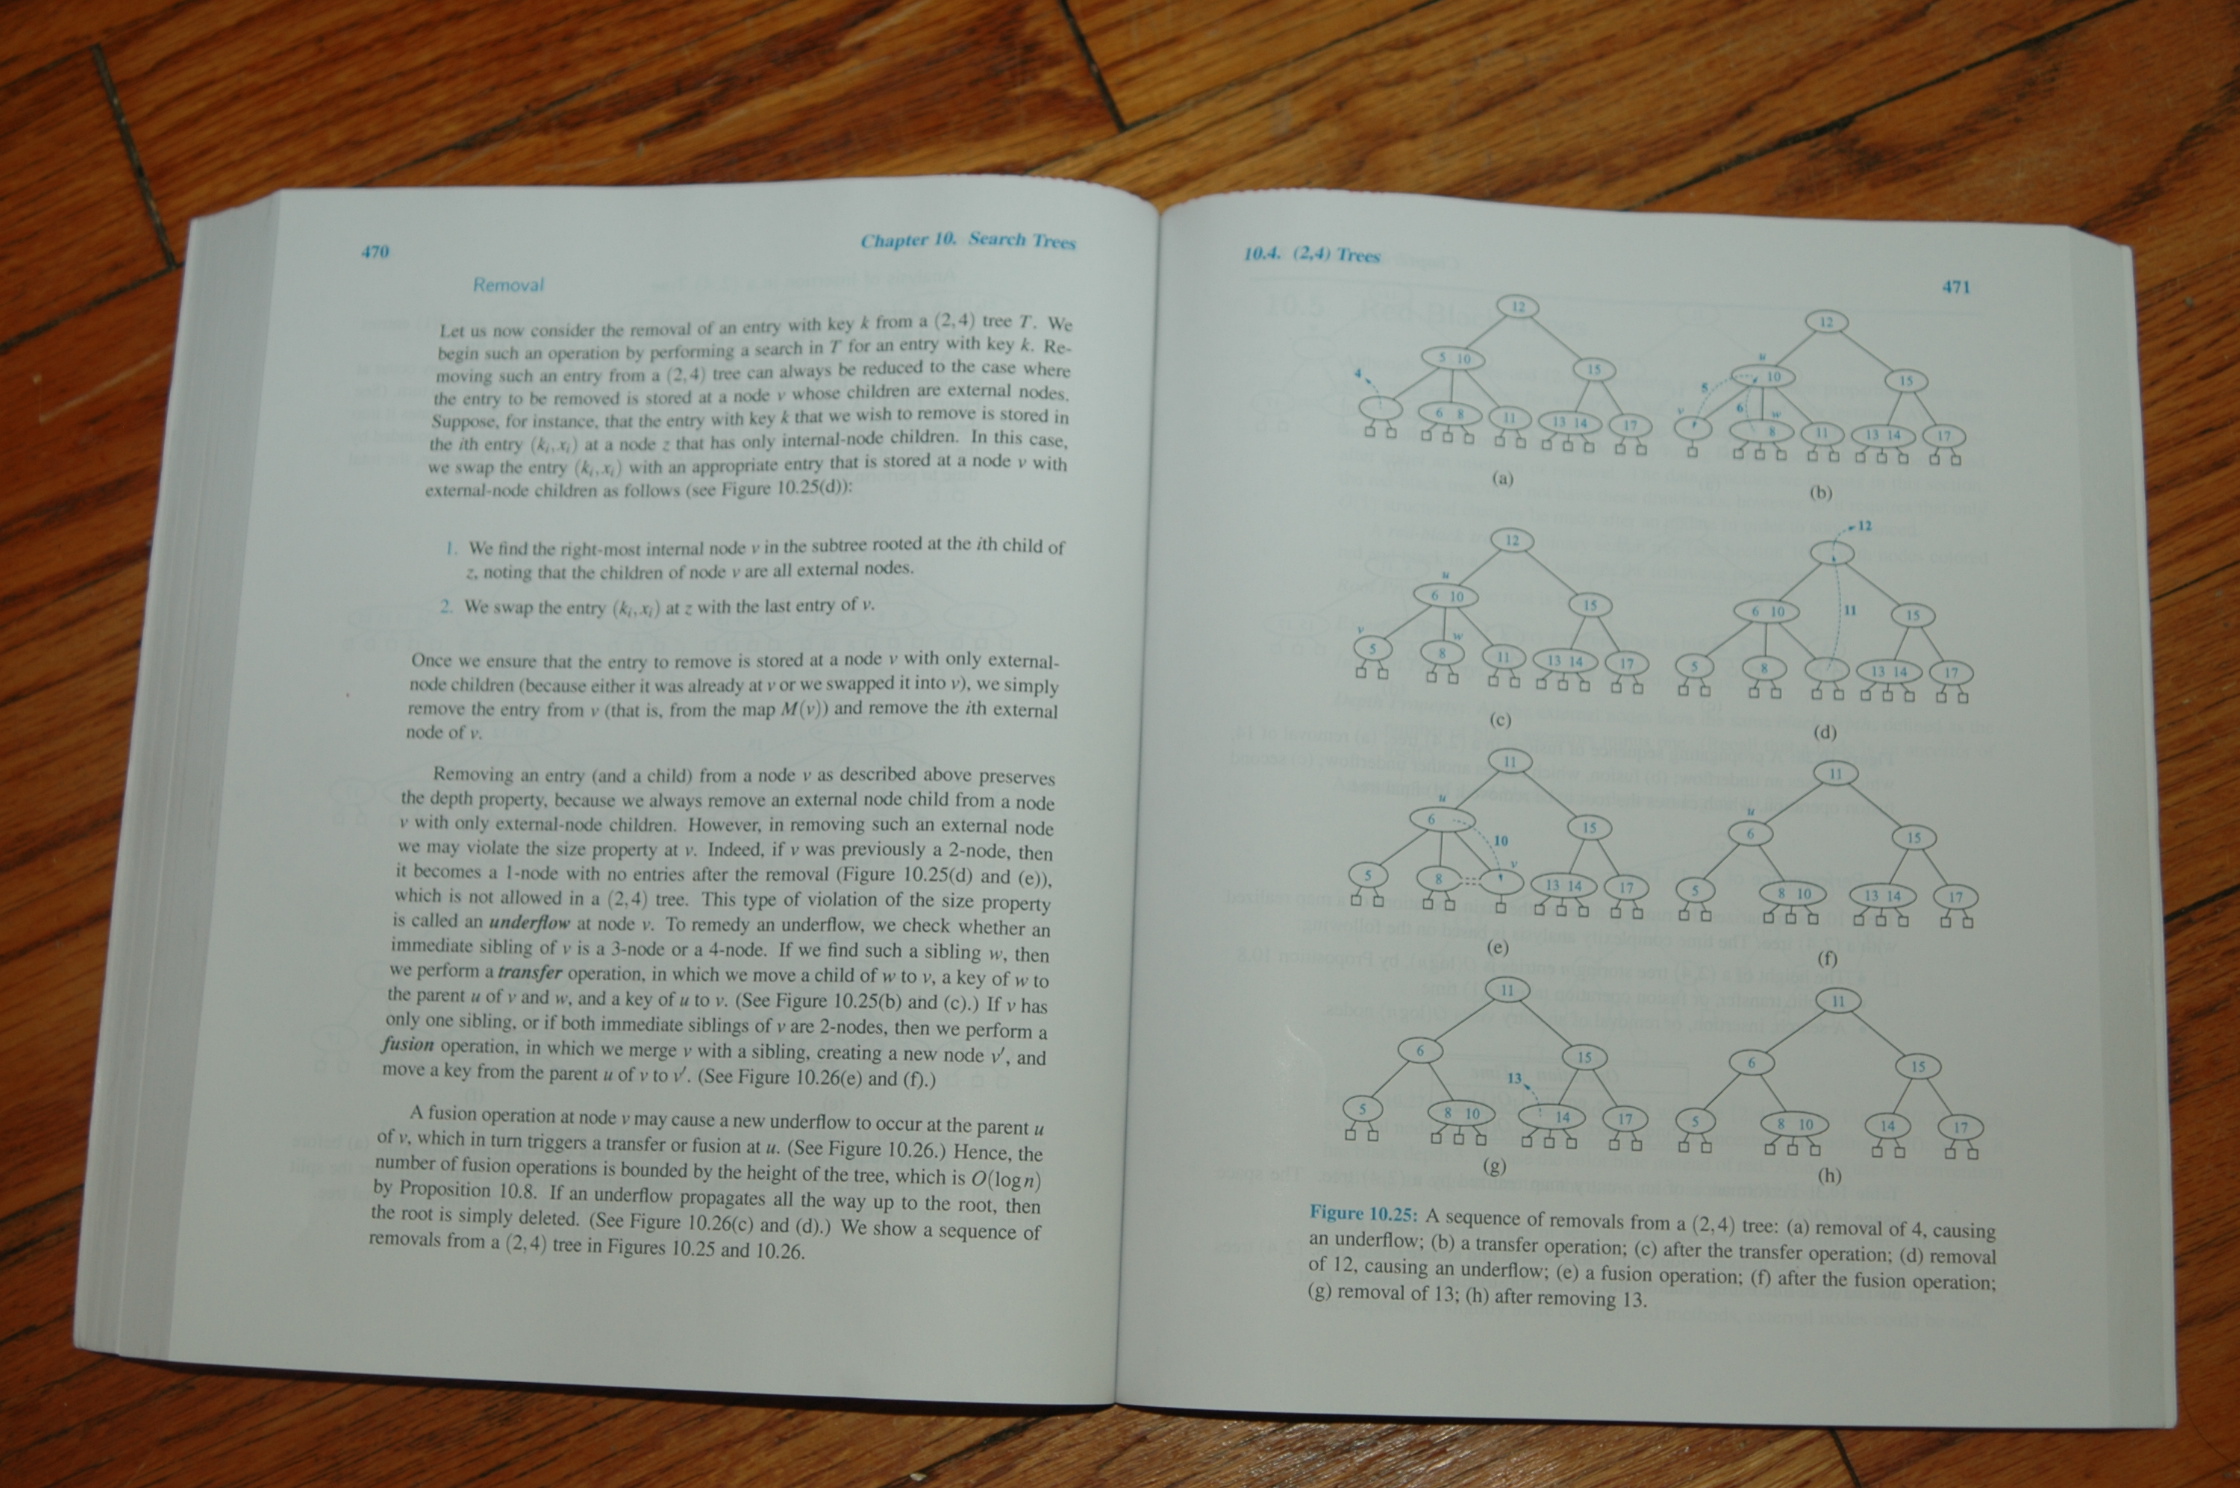 470
Chapter 10. Search Trees
Removal
Let us now consider the removal of an entry with key k from a (2,4) tree T. We
begin such an operation by performing a search in T for an entry with key k. Re-
moving such an entry from a (2,4) tree can always be reduced to the case where
the entry to be removed is stored at a node v whose children are external nodes.
Suppose, for instance, that the entry with key k that we wish to remove is stored in
the ith entry (ki,xi) at a node z that has only internal-node children. In this case,
we swap the entry (ki,xi) with an appropriate entry that is stored at a node v with
external-node children as follows (see Figure 10.25(d)):
1. We find the right-most internal node v in the subtree rooted at the ith child of
z, noting that the children of node v are all external nodes.
2. We swap the entry (ki,xi) at z with the last entry of v.
Once we ensure that the entry to remove is stored at a node v with only external-
node children (because either it was already at v or we swapped it into v), we simply
remove the entry from v (that is, from the map M(v)) and remove the ith external
node of v.
Removing an entry (and a child) from a node v as described above preserves
the depth property, because we always remove an external node child from a node
v with only external-node children. However, in removing such an external node
we may violate the size property at v. Indeed, if v was previously a 2-node, then
it becomes a 1-node with no entries after the removal (Figure 10.25(d) and (e)),
which is not allowed in a (2,4) tree. This type of violation of the size property
is called an underflow at node v. To remedy an underflow, we check whether an
immediate sibling of v is a 3-node or a 4-node. If we find such a sibling w, then
we perform a transfer operation, in which we move a child of w to v, a key of w to
the parent u of v and w, and a key of u to v. (See Figure 10.25(b) and (c).) If v has
only one sibling, or if both immediate siblings of v are 2-nodes, then we perform a
fusion operation, in which we merge v with a sibling, creating a new node v′, and
move a key from the parent u of v to v′. (See Figure 10.26(e) and (f).)
A fusion operation at node v may cause a new underflow to occur at the parent u
of v, which in turn triggers a transfer or fusion at u. (See Figure 10.26.) Hence, the
number of fusion operations is bounded by the height of the tree, which is O(log n)
by Proposition 10.8. If an underflow propagates all the way up to the root, then
the root is simply deleted. (See Figure 10.26(c) and (d).) We show a sequence of
removals from a (2,4) tree in Figures 10.25 and 10.26.
10.4. (2,4) Trees
471
12
5 10
15
4
6 8
11
13 14
17
(a)
12
u
10
15
5
6
w
v
8
11
13 14
17
(b)
12
u
6 10
15
v
w
5
8
11
13 14
17
(c)
12
6 10
11
15
5
8
13 14
17
(d)
11
u
6
10
15
v
5
8
13 14
17
(e)
11
u
6
15
5
8 10
13 14
17
(f)
11
6
13
15
5
8 10
14
17
(g)
11
6
15
5
8 10
14
17
(h)
Figure 10.25: A sequence of removals from a (2,4) tree: (a) removal of 4, causing
an underflow; (b) a transfer operation; (c) after the transfer operation; (d) removal
of 12, causing an underflow; (e) a fusion operation; (f) after the fusion operation;
(g) removal of 13; (h) after removing 13.